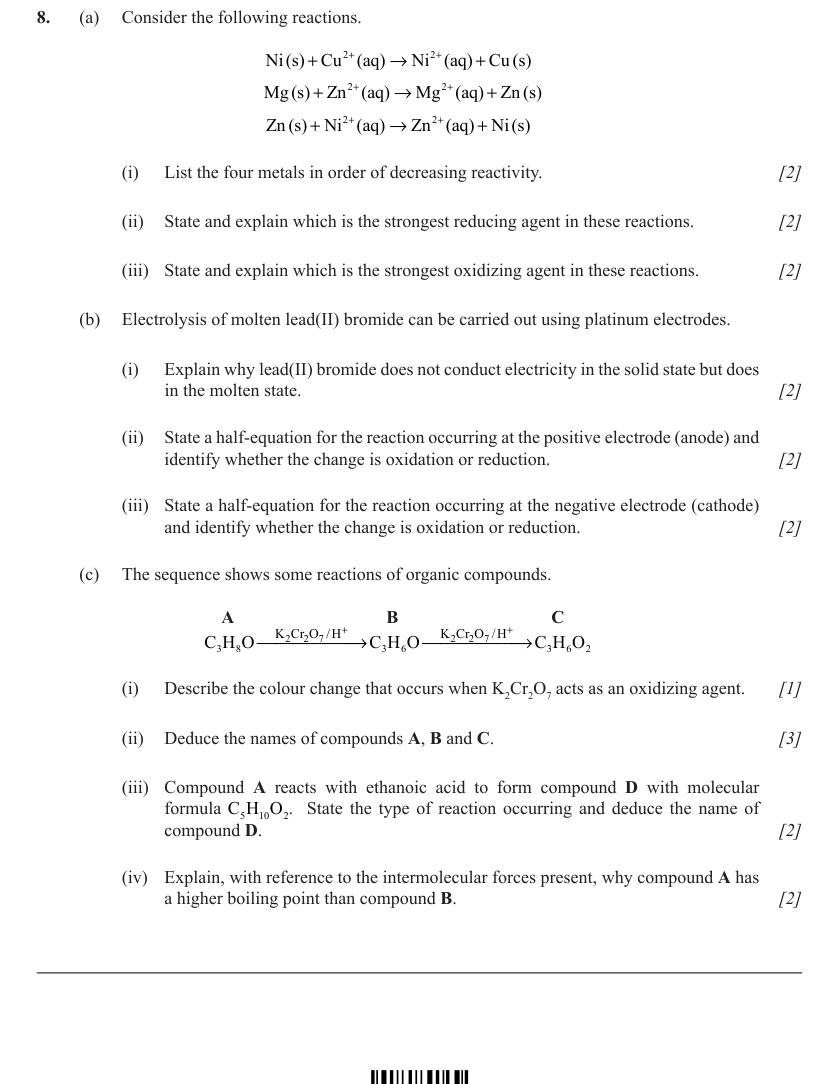 8. (a) Consider the following reactions.
Ni(s) + Cu²⁺(aq) → Ni²⁺(aq) + Cu(s)
Mg(s) + Zn²⁺(aq) → Mg²⁺(aq) + Zn(s)
Zn(s) + Ni²⁺(aq) → Zn²⁺(aq) + Ni(s)
(i) List the four metals in order of decreasing reactivity. [2]
(ii) State and explain which is the strongest reducing agent in these reactions. [2]
(iii) State and explain which is the strongest oxidizing agent in these reactions. [2]
(b) Electrolysis of molten lead(II) bromide can be carried out using platinum electrodes.
(i) Explain why lead(II) bromide does not conduct electricity in the solid state but does
in the molten state. [2]
(ii) State a half-equation for the reaction occurring at the positive electrode (anode) and
identify whether the change is oxidation or reduction. [2]
(iii) State a half-equation for the reaction occurring at the negative electrode (cathode)
and identify whether the change is oxidation or reduction. [2]
(c) The sequence shows some reactions of organic compounds.
A B C
C₃H₈O —K₂Cr₂O₇/H⁺→ C₃H₆O —K₂Cr₂O₇/H⁺→ C₃H₆O₂
(i) Describe the colour change that occurs when K₂Cr₂O₇ acts as an oxidizing agent. [1]
(ii) Deduce the names of compounds A, B and C. [3]
(iii) Compound A reacts with ethanoic acid to form compound D with molecular
formula C₅H₁₀O₂. State the type of reaction occurring and deduce the name of
compound D. [2]
(iv) Explain, with reference to the intermolecular forces present, why compound A has
a higher boiling point than compound B. [2]